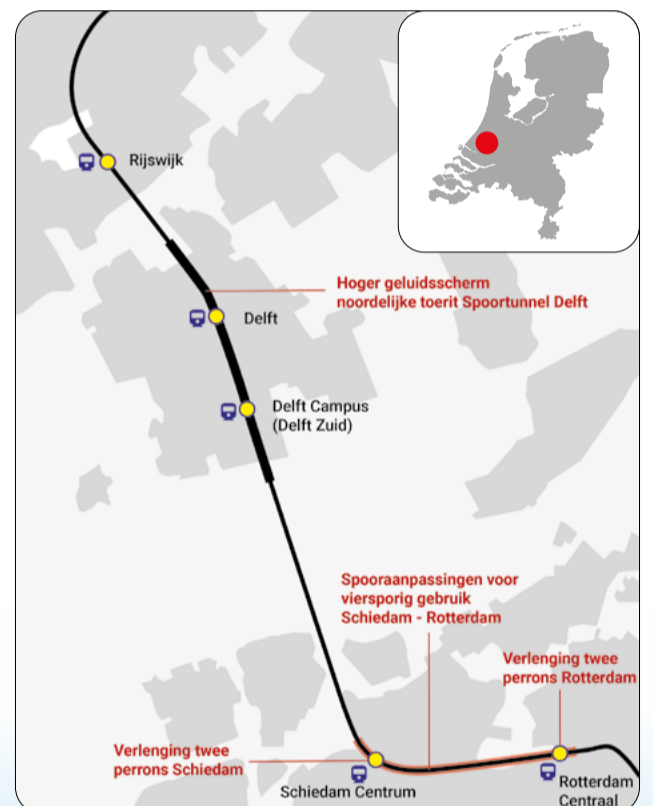 Rijswijk
Hoger geluidsscherm
noordelijke toerit Spoortunnel Delft
Delft
Delft Campus
(Delft Zuid)
Spooraanpassingen voor
viersporig gebruik
Schiedam - Rotterdam
Verlenging twee
perrons Rotterdam
Verlenging twee
perrons Schiedam
Schiedam Centrum
Rotterdam
Centraal